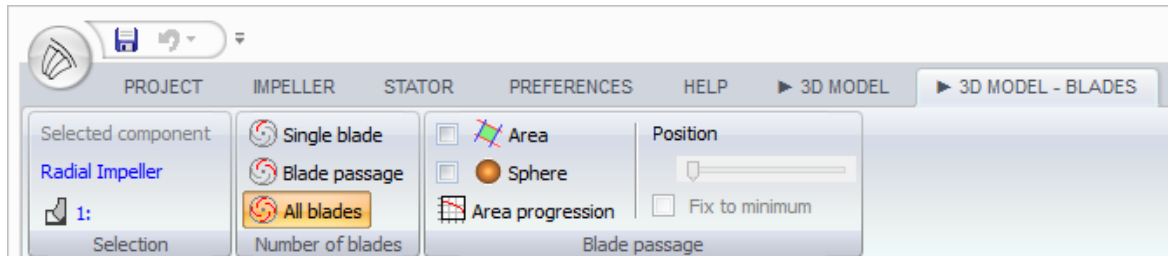 PROJECT IMPELLER STATOR PREFERENCES HELP ► 3D MODEL ► 3D MODEL - BLADES
Selected component
Radial Impeller
1:
Selection
Single blade
Blade passage
All blades
Number of blades
Area
Sphere
Area progression
Position
Fix to minimum
Blade passage